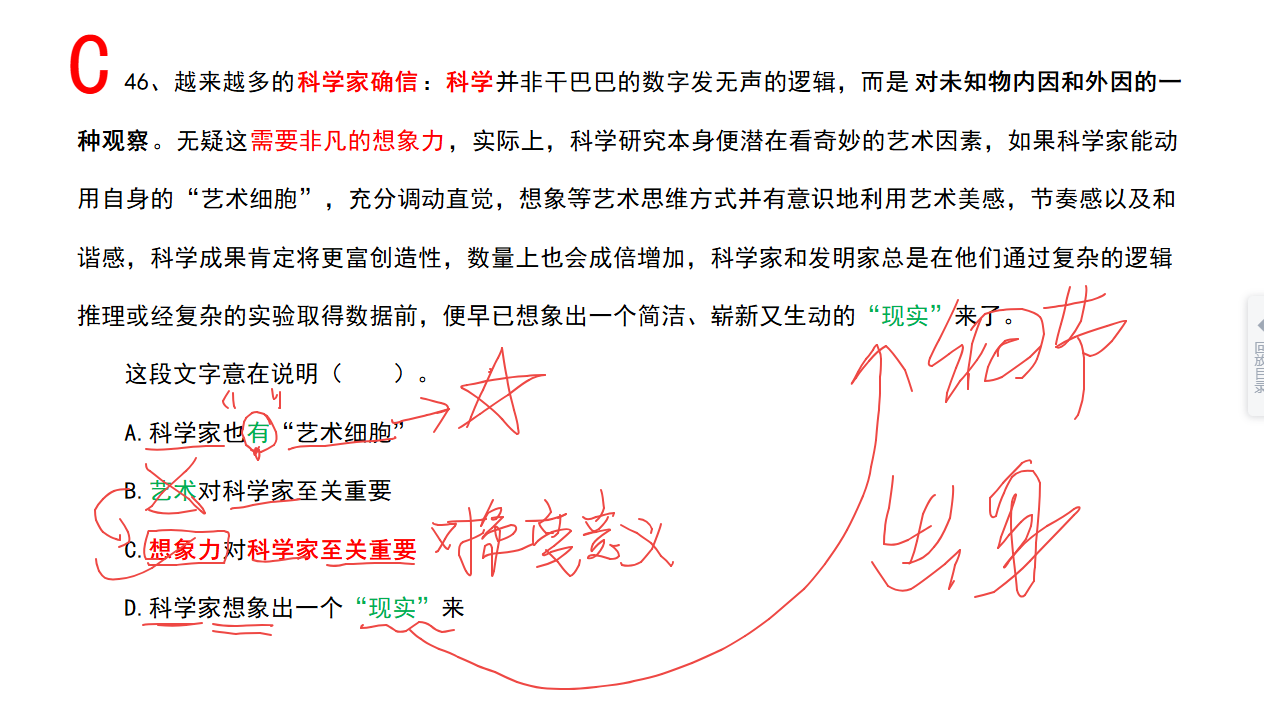 C
46、越来越多的科学家确信：科学并非干巴巴的数字发无声的逻辑，而是对未知物内因和外因的一
种观察。无疑这需要非凡的想象力，实际上，科学研究本身便潜在看奇妙的艺术因素，如果科学家能动
用自身的“艺术细胞”，充分调动直觉，想象等艺术思维方式并有意识地利用艺术美感，节奏感以及和
谐感，科学成果肯定将更富创造性，数量上也会成倍增加，科学家和发明家总是在他们通过复杂的逻辑
推理或经复杂的实验取得数据前，便早已想象出一个简洁、崭新又生动的“现实”来了。
细节
这段文字意在说明（　　）。
A.科学家也有“艺术细胞”
B.艺术对科学家至关重要
C.想象力对科学家至关重要
D.科学家想象出一个“现实”来
回放目录